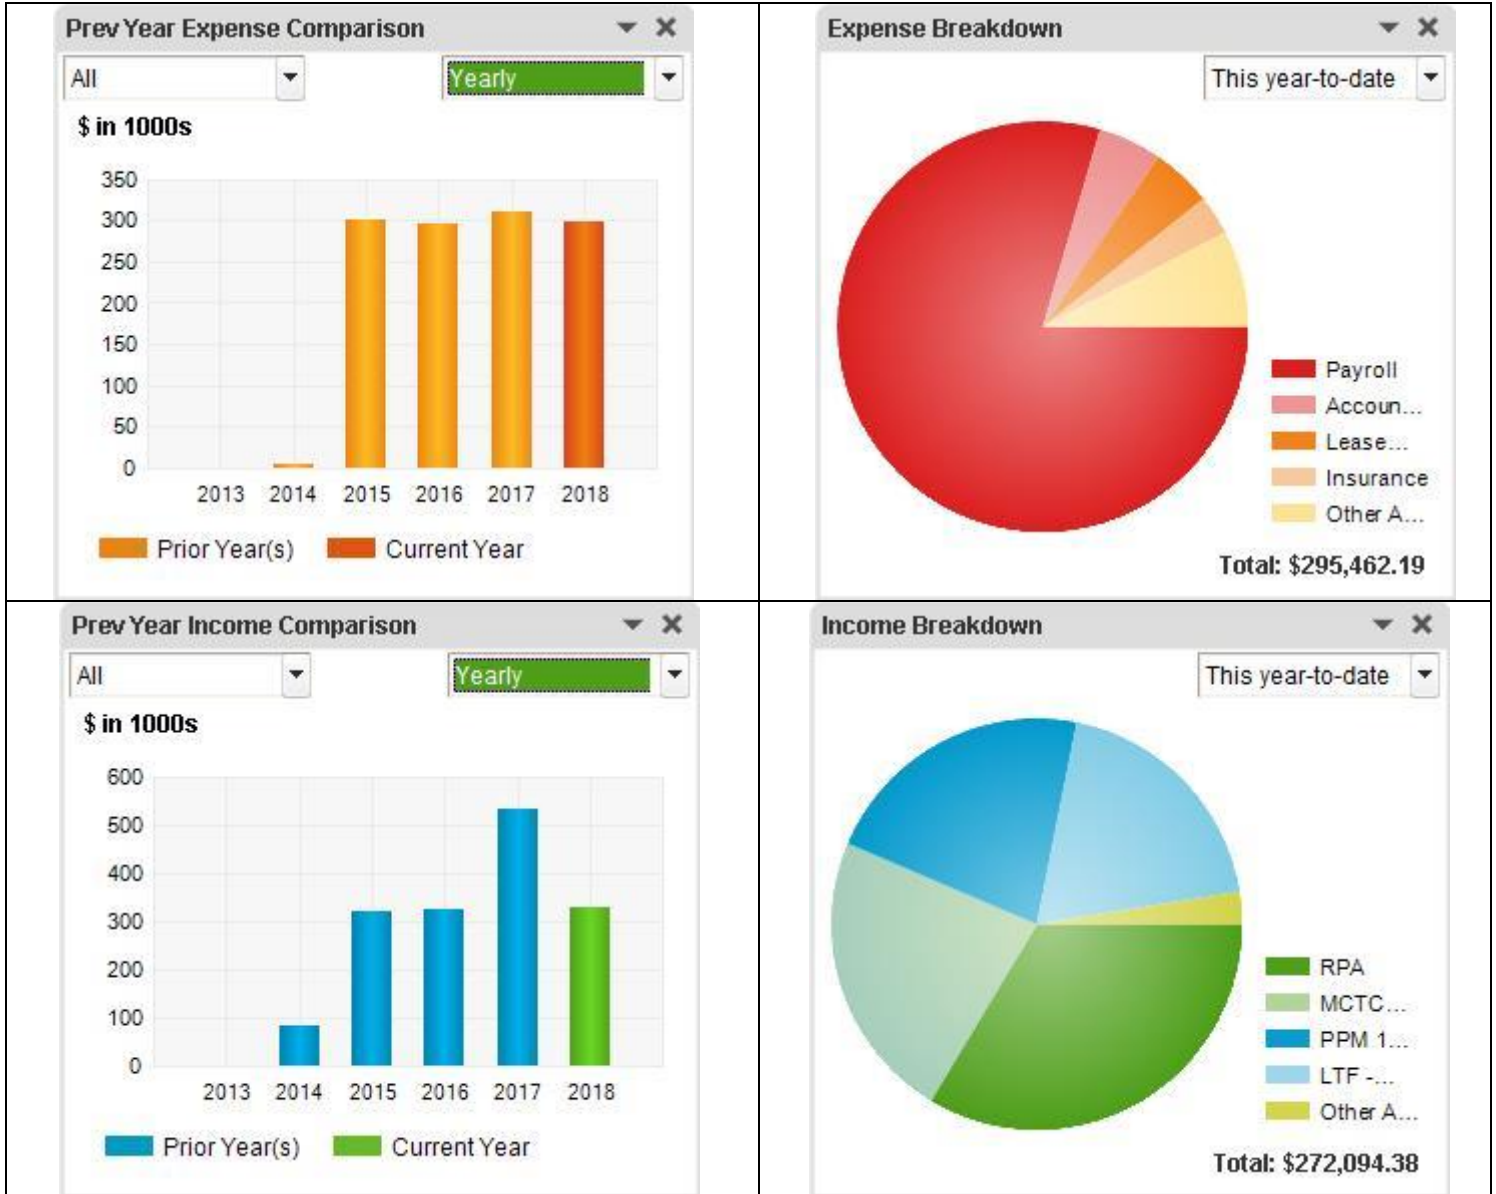 Prev Year Expense Comparison
All
Yearly
$ in 1000s
350
300
250
200
150
100
50
0
2013 2014 2015 2016 2017 2018
Prior Year(s) Current Year
Expense Breakdown
This year-to-date
Payroll
Accoun...
Lease...
Insurance
Other A...
Total: $295,462.19
Prev Year Income Comparison
All
Yearly
$ in 1000s
600
500
400
300
200
100
0
2013 2014 2015 2016 2017 2018
Prior Year(s) Current Year
Income Breakdown
This year-to-date
RPA
MCTC...
PPM 1...
LTF -...
Other A...
Total: $272,094.38